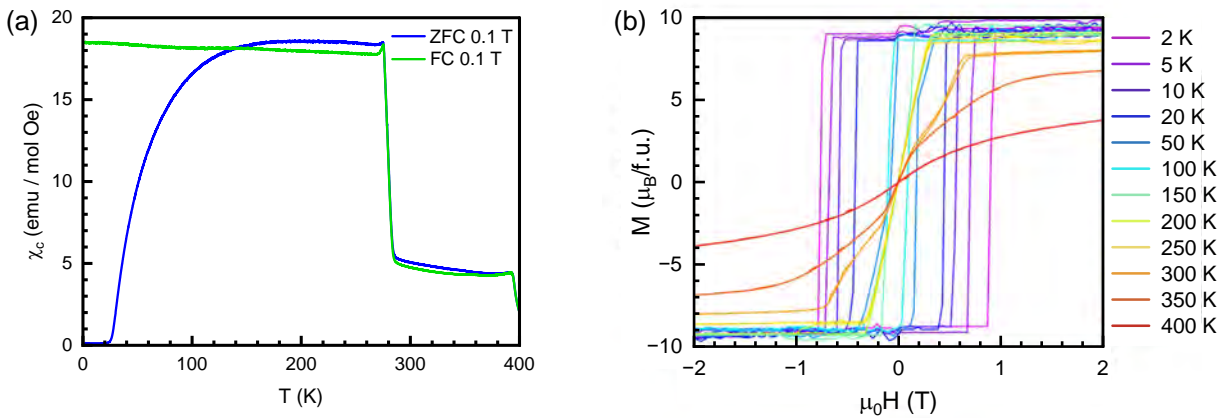 (a)
20
15
10
5
0
χc (emu / mol Oe)
0 100 200 300 400
T (K)
ZFC 0.1 T
FC 0.1 T
(b)
10
5
0
−5
−10
M (μB/f.u.)
−2 −1 0 1 2
μ0H (T)
2 K
5 K
10 K
20 K
50 K
100 K
150 K
200 K
250 K
300 K
350 K
400 K